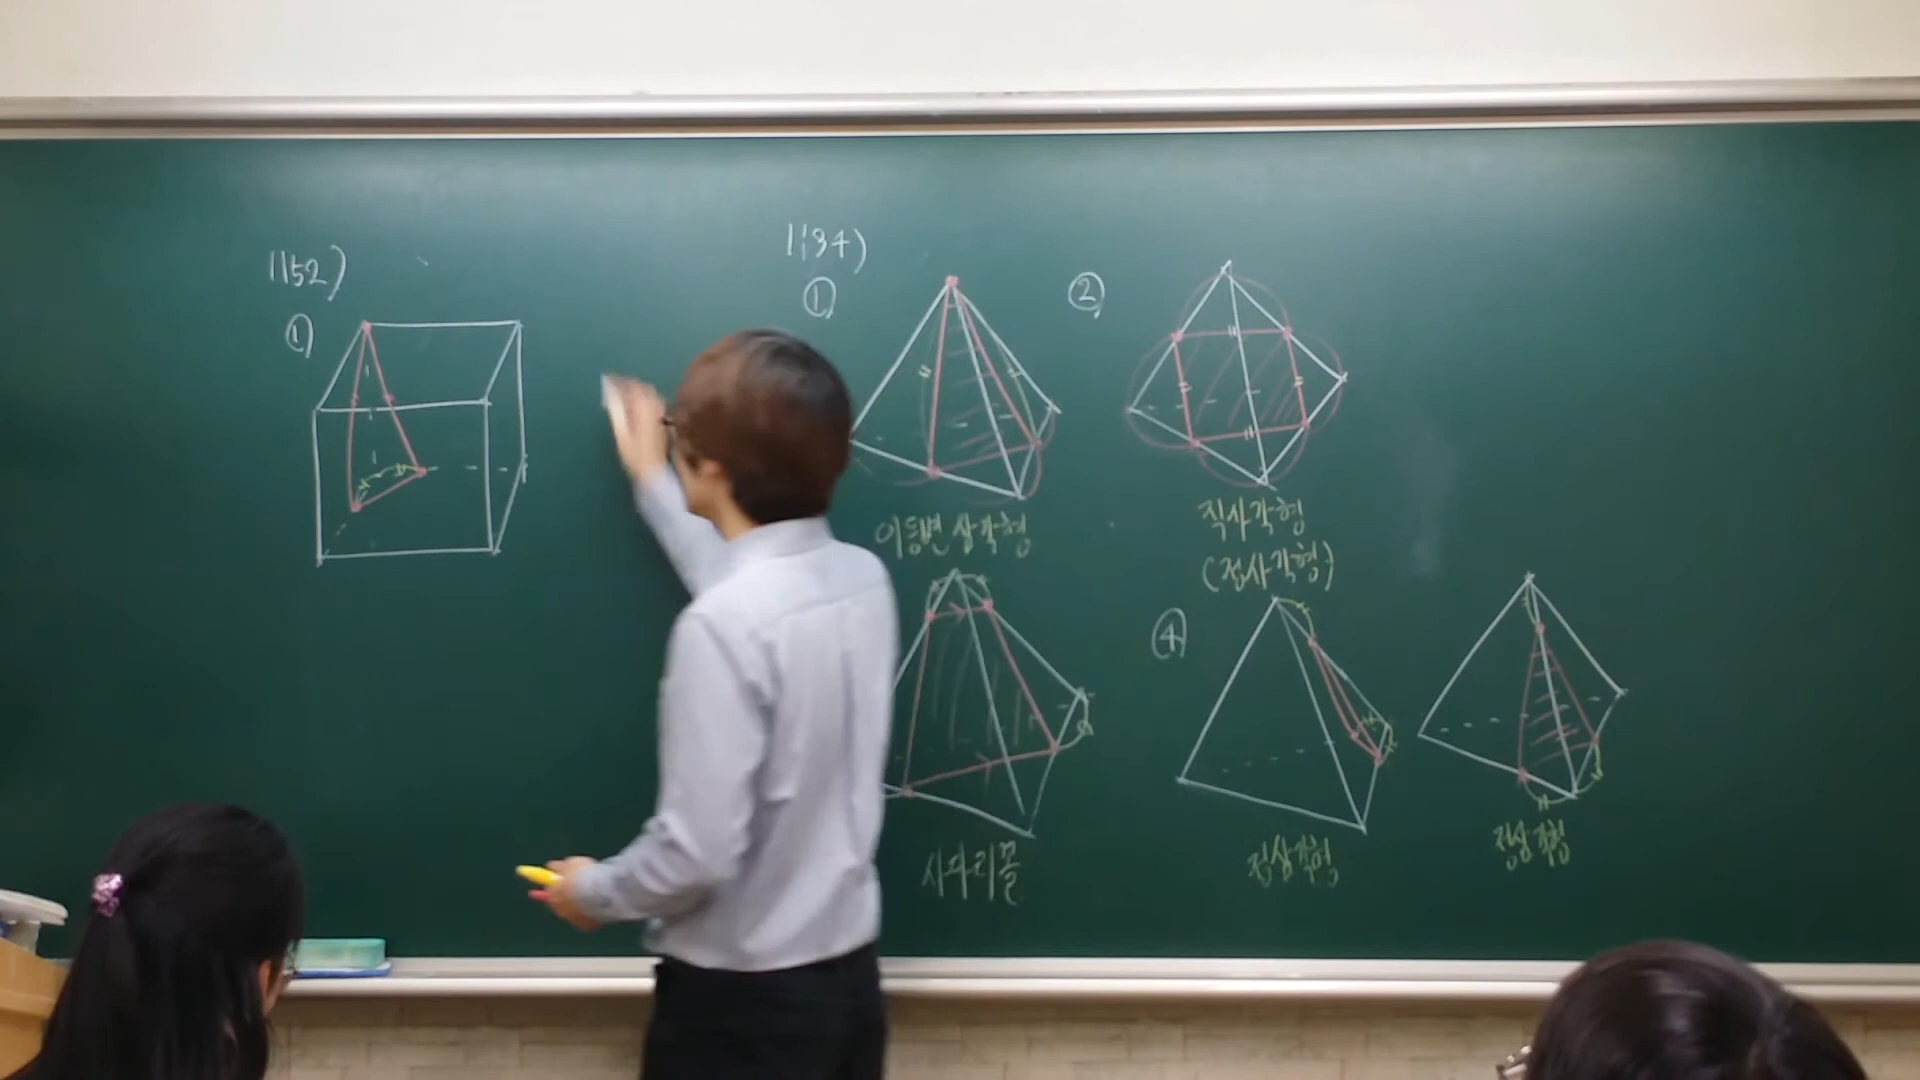 1152)
①
1134)
①
②
이등변 삼각형
직사각형
(정사각형)
④
사다리꼴
정삼각형
정삼각형